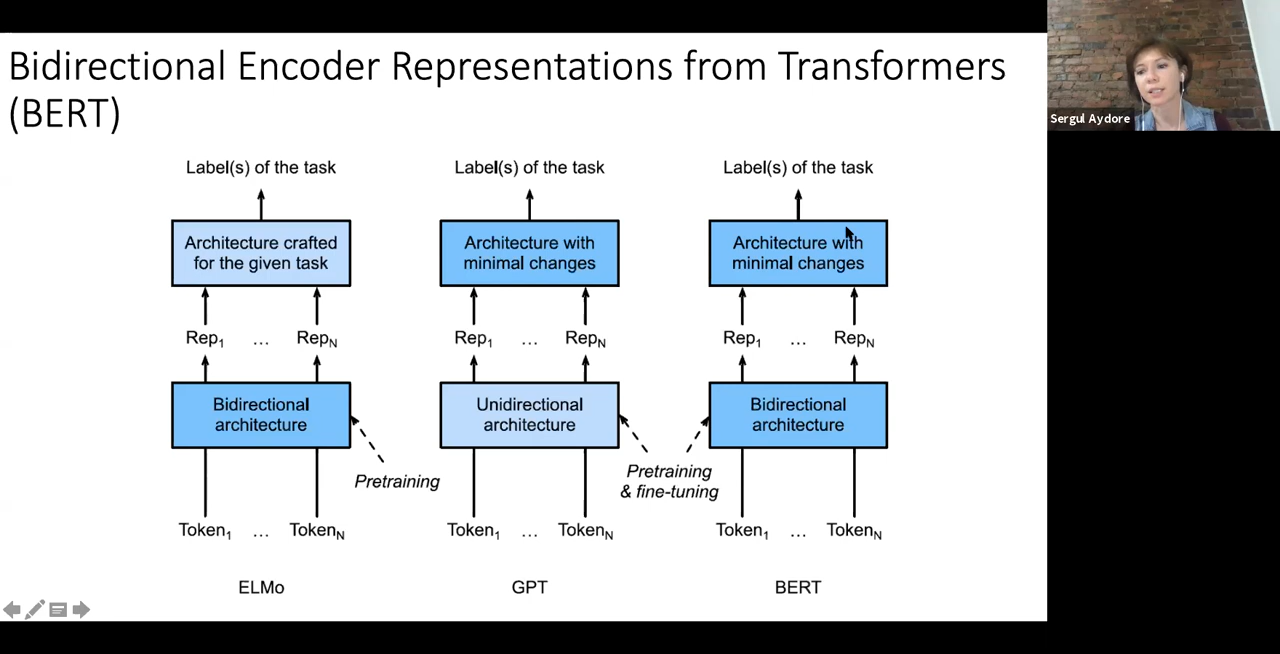 Bidirectional Encoder Representations from Transformers
(BERT)
Sergul Aydore
Label(s) of the task
Label(s) of the task
Label(s) of the task
Architecture crafted
for the given task
Architecture with
minimal changes
Architecture with
minimal changes
Rep1 ... RepN
Rep1 ... RepN
Rep1 ... RepN
Bidirectional
architecture
Unidirectional
architecture
Bidirectional
architecture
Pretraining
Pretraining
& fine-tuning
Token1 ... TokenN
Token1 ... TokenN
Token1 ... TokenN
ELMo
GPT
BERT